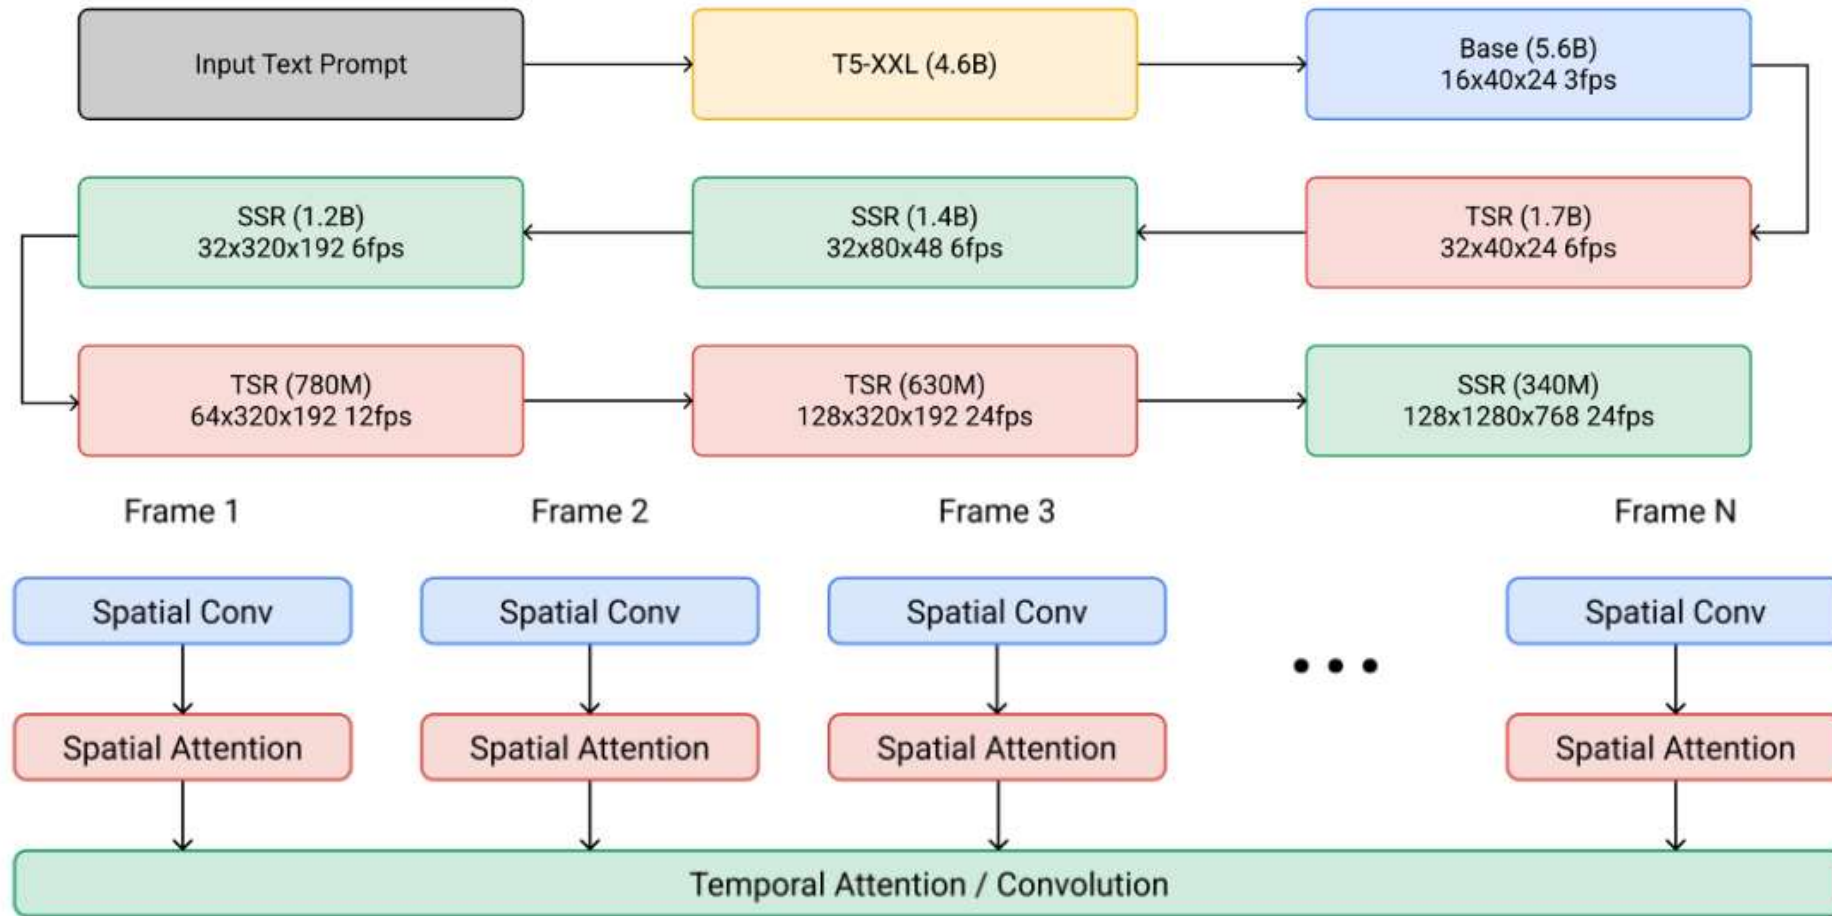 Input Text Prompt
T5-XXL (4.6B)
Base (5.6B)
16x40x24 3fps
SSR (1.2B)
32x320x192 6fps
SSR (1.4B)
32x80x48 6fps
TSR (1.7B)
32x40x24 6fps
TSR (780M)
64x320x192 12fps
TSR (630M)
128x320x192 24fps
SSR (340M)
128x1280x768 24fps
Frame 1
Frame 2
Frame 3
Frame N
Spatial Conv
Spatial Conv
Spatial Conv
Spatial Conv
Spatial Attention
Spatial Attention
Spatial Attention
Spatial Attention
Temporal Attention / Convolution